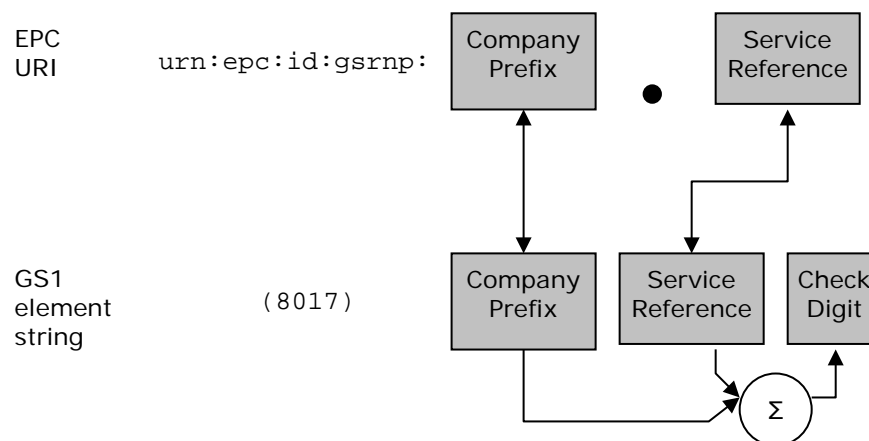 EPC
URI
urn:epc:id:gsrnp:
Company
Prefix
●
Service
Reference
GS1
element
string
(8017)
Company
Prefix
Service
Reference
Check
Digit
Σ